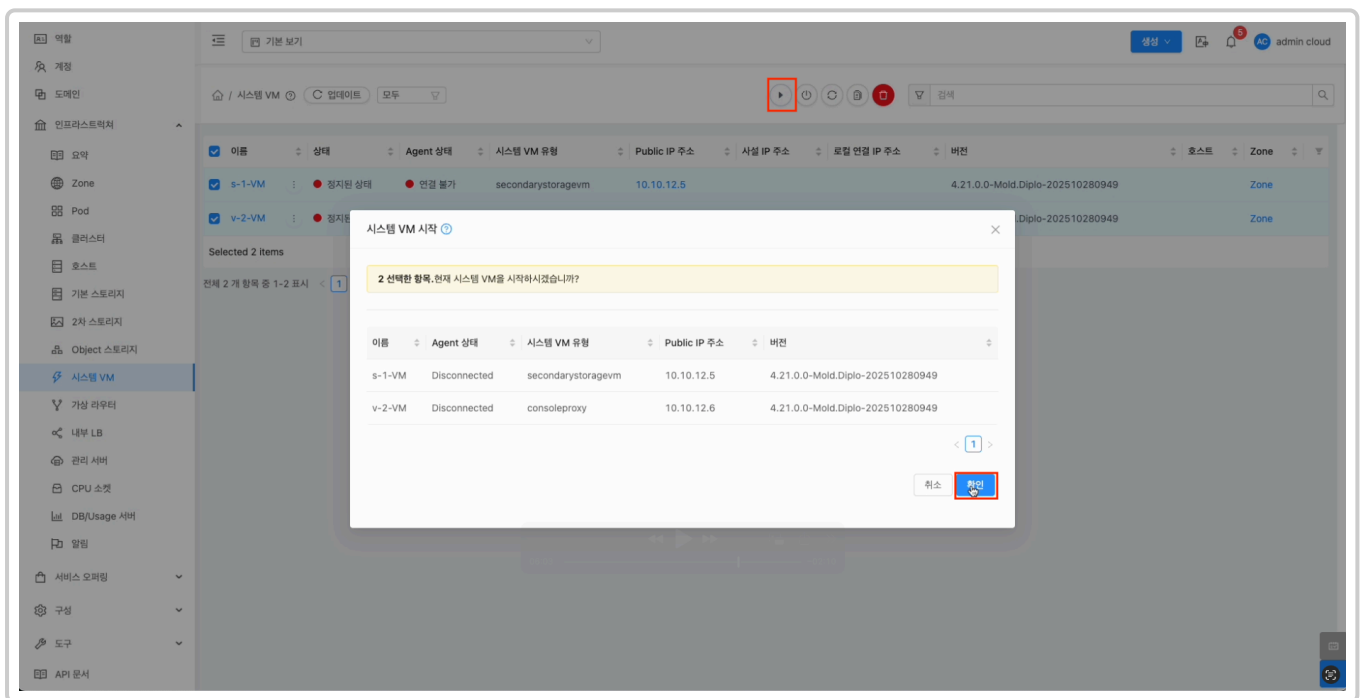 역할
계정
도메인
인프라스트럭쳐
요약
Zone
Pod
클러스터
호스트
기본 스토리지
2차 스토리지
Object 스토리지
시스템 VM
가상 라우터
내부 LB
관리 서버
CPU 소켓
DB/Usage 서버
알림
서비스 오퍼링
구성
도구
API 문서
기본 보기
생성
5
AC admin cloud
/ 시스템 VM 업데이트 모두
검색
이름 상태 Agent 상태 시스템 VM 유형 Public IP 주소 사설 IP 주소 로컬 연결 IP 주소 버전 호스트 Zone
s-1-VM 정지된 상태 연결 불가 secondarystoragevm 10.10.12.5 4.21.0.0-Mold.Diplo-202510280949 Zone
v-2-VM 정지된 .Diplo-202510280949 Zone
Selected 2 items
전체 2 개 항목 중 1-2 표시 < 1
시스템 VM 시작
2 선택한 항목.현재 시스템 VM을 시작하시겠습니까?
이름 Agent 상태 시스템 VM 유형 Public IP 주소 버전
s-1-VM Disconnected secondarystoragevm 10.10.12.5 4.21.0.0-Mold.Diplo-202510280949
v-2-VM Disconnected consoleproxy 10.10.12.6 4.21.0.0-Mold.Diplo-202510280949
< 1 >
취소 확인